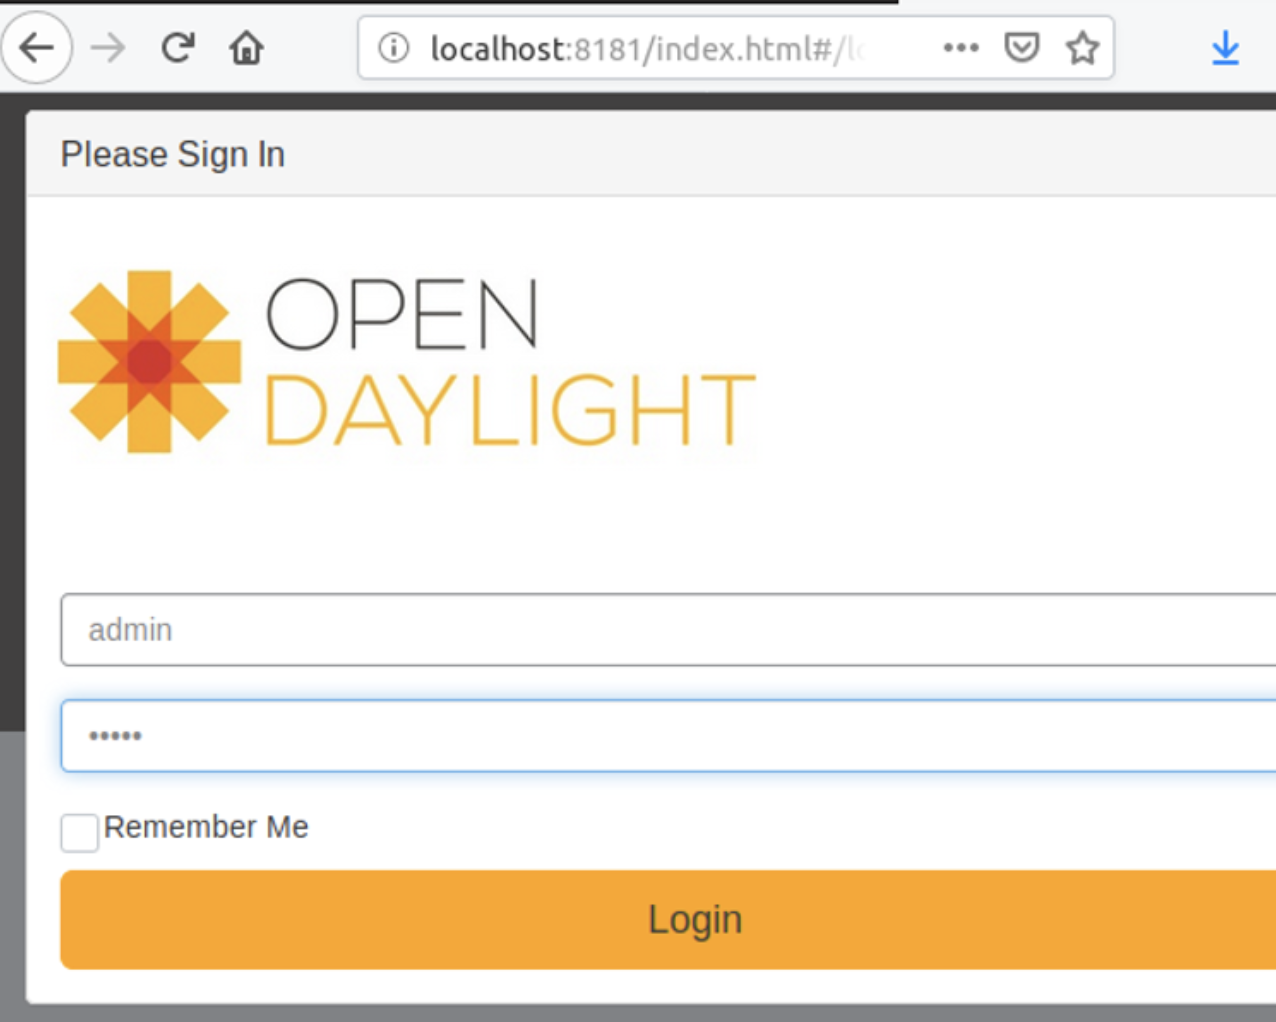 localhost:8181/index.html#/l
Please Sign In
OPEN
DAYLIGHT
admin
•••••
Remember Me
Login